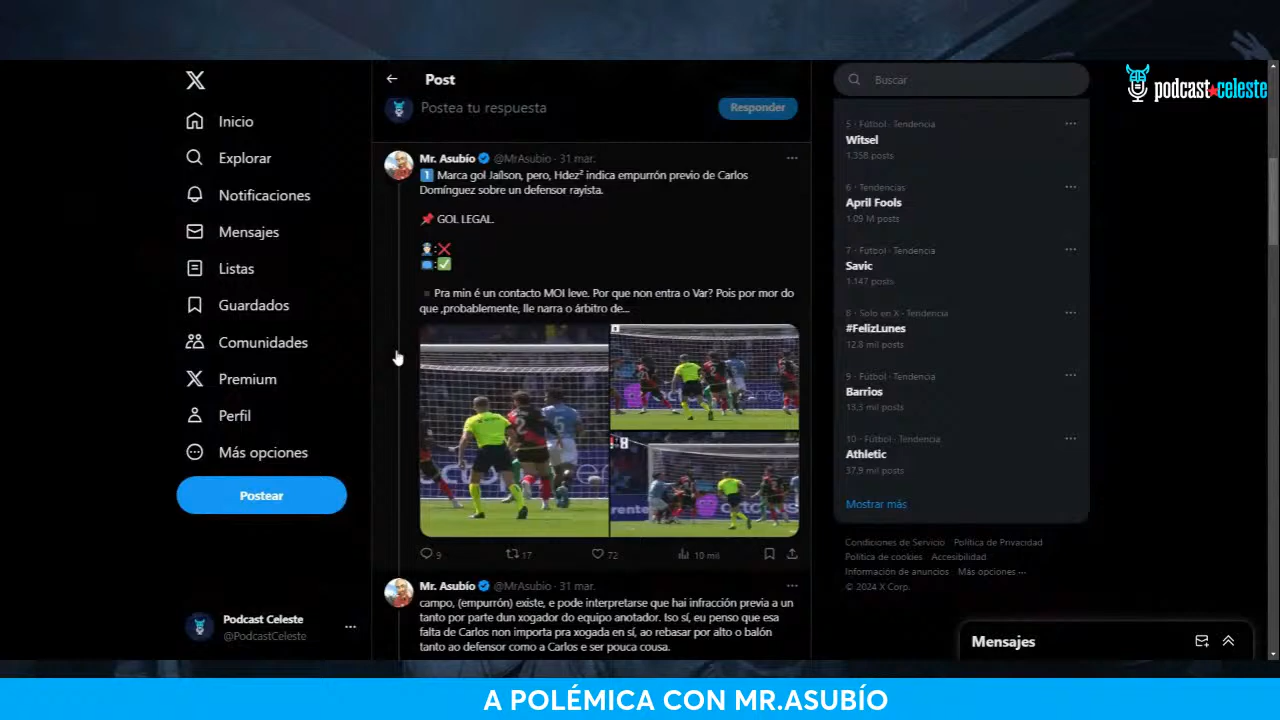 podcast★celeste
X
Inicio
Explorar
Notificaciones
Mensajes
Listas
Guardados
Comunidades
Premium
Perfil
Más opciones
Postear
Podcast Celeste
@PodcastCeleste
Post
Postea tu respuesta
Responder
Mr. Asubío @MrAsubio · 31 mar.
1 Marca gol Jaílson, pero, Hdez² indica empurrón previo de Carlos
Domínguez sobre un defensor rayista.
📌 GOL LEGAL.
:❌
:✅
▪ Pra min é un contacto MOI leve. Por que non entra o Var? Pois por mor do
que ,probablemente, lle narra o árbitro de...
2
5
9 17 72 10 mil
Mr. Asubío @MrAsubio · 31 mar.
campo, (empurrón) existe, e pode interpretarse que hai infracción previa a un
tanto por parte dun xogador do equipo anotador. Iso sí, eu penso que esa
falta de Carlos non importa pra xogada en sí, ao rebasar por alto o balón
tanto ao defensor como a Carlos e ser pouca cousa.
Buscar
5 · Fútbol · Tendencia
Witsel
1.358 posts
6 · Tendencias
April Fools
1.09 M posts
7 · Fútbol · Tendencia
Savic
1.147 posts
8 · Solo en X · Tendencia
#FelizLunes
12.8 mil posts
9 · Fútbol · Tendencia
Barrios
13,3 mil posts
10 · Fútbol · Tendencia
Athletic
37.9 mil posts
Mostrar más
Condiciones de Servicio Política de Privacidad
Política de cookies Accesibilidad
Información de anuncios Más opciones ···
© 2024 X Corp.
Mensajes
A POLÉMICA CON MR.ASUBÍO